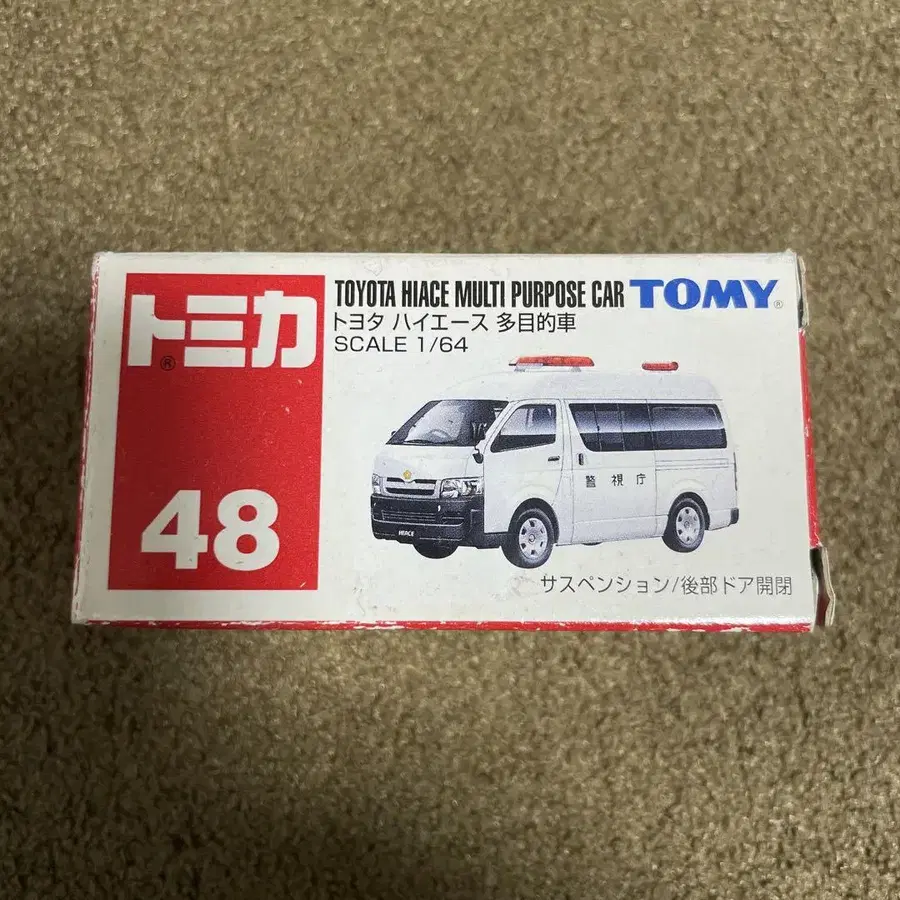 トミカ®
48
TOYOTA HIACE MULTI PURPOSE CAR TOMY®
トヨタ ハイエース 多目的車
SCALE 1/64
警視庁
HIACE
サスペンション/後部ドア開閉